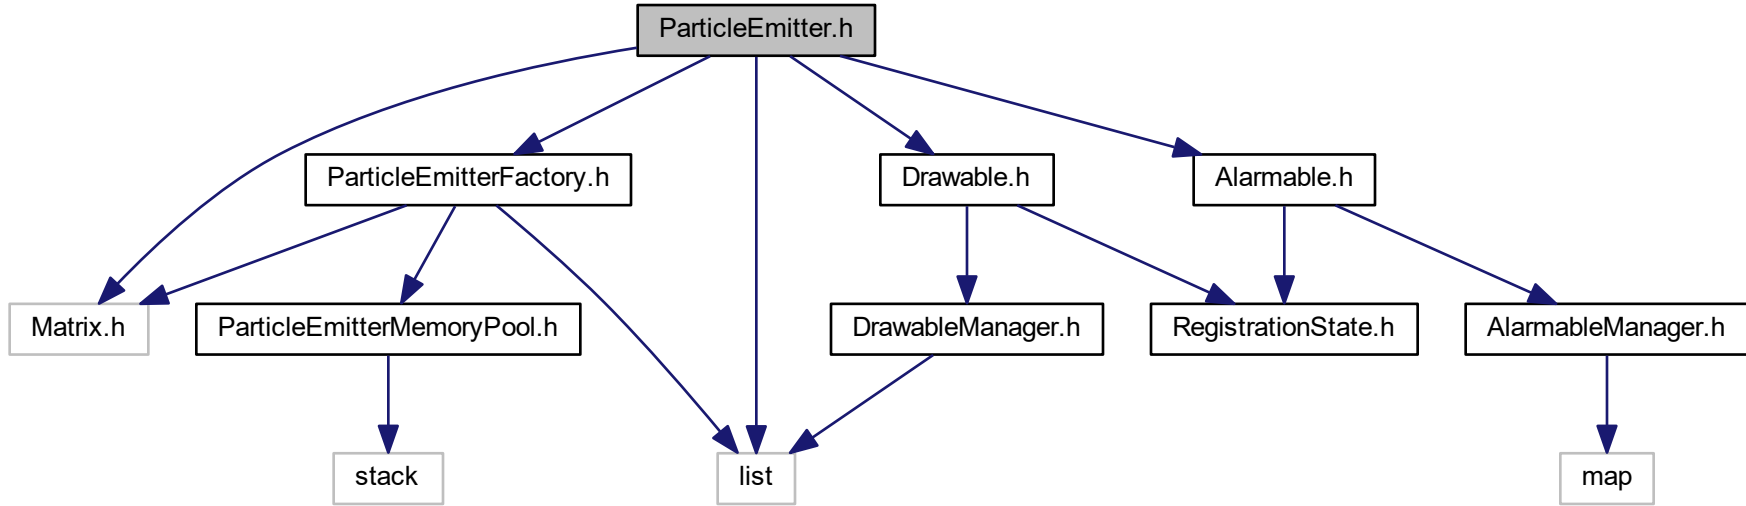 ParticleEmitter.h
ParticleEmitterFactory.h
Drawable.h
Alarmable.h
Matrix.h
ParticleEmitterMemoryPool.h
DrawableManager.h
RegistrationState.h
AlarmableManager.h
stack
list
map